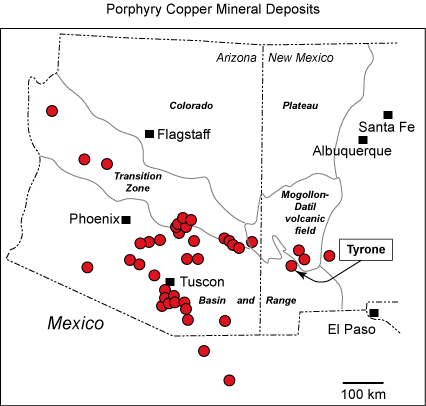 Porphyry Copper Mineral Deposits
Arizona
New Mexico
Colorado
Plateau
Santa Fe
Flagstaff
Albuquerque
Transition
Zone
Mogollon-
Datil
volcanic
field
Phoenix
Tyrone
Tuscon
Basin and Range
Mexico
El Paso
100 km